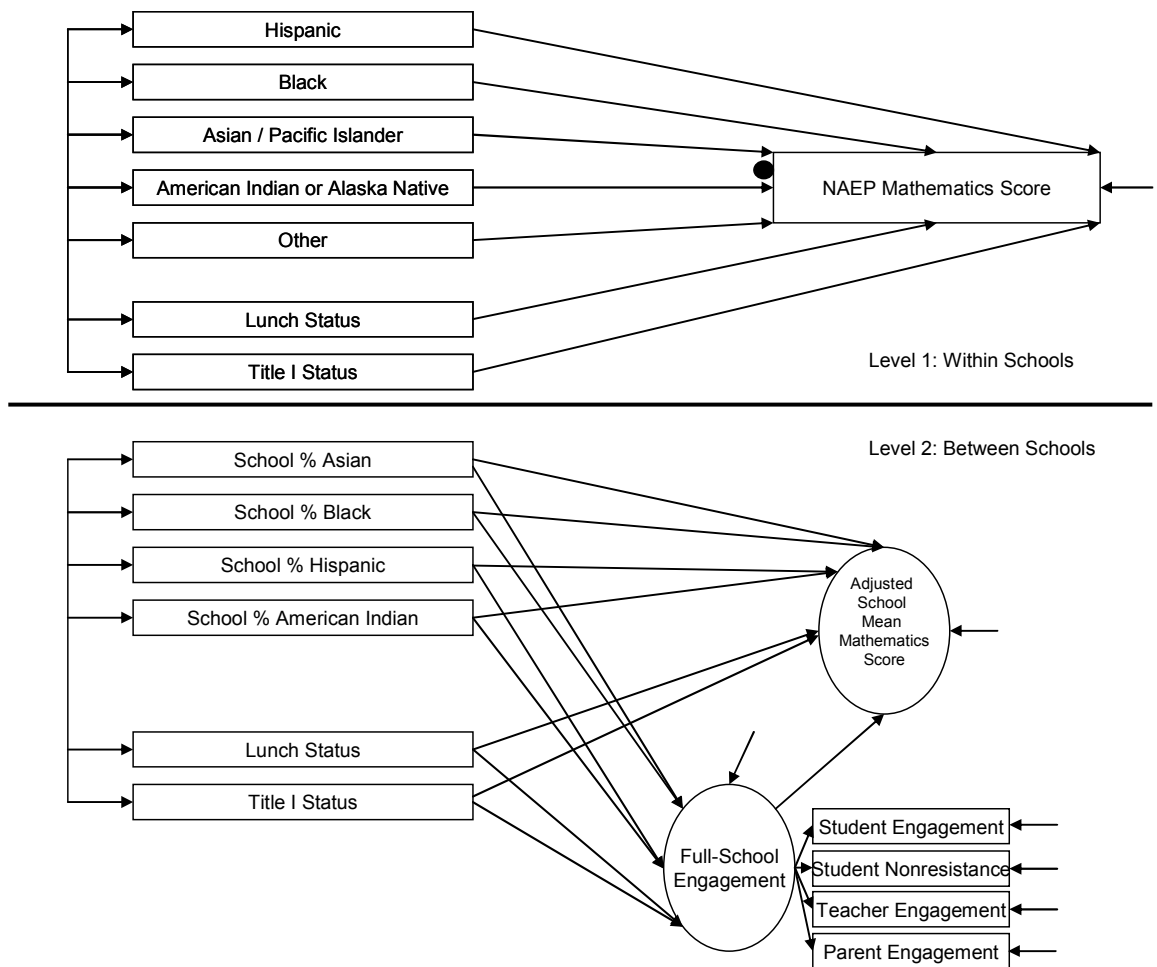 Hispanic
Black
Asian / Pacific Islander
American Indian or Alaska Native
Other
Lunch Status
Title I Status
NAEP Mathematics Score
Level 1: Within Schools
Level 2: Between Schools
School % Asian
School % Black
School % Hispanic
School % American Indian
Lunch Status
Title I Status
Adjusted
School
Mean
Mathematics
Score
Full-School
Engagement
Student Engagement
Student Nonresistance
Teacher Engagement
Parent Engagement